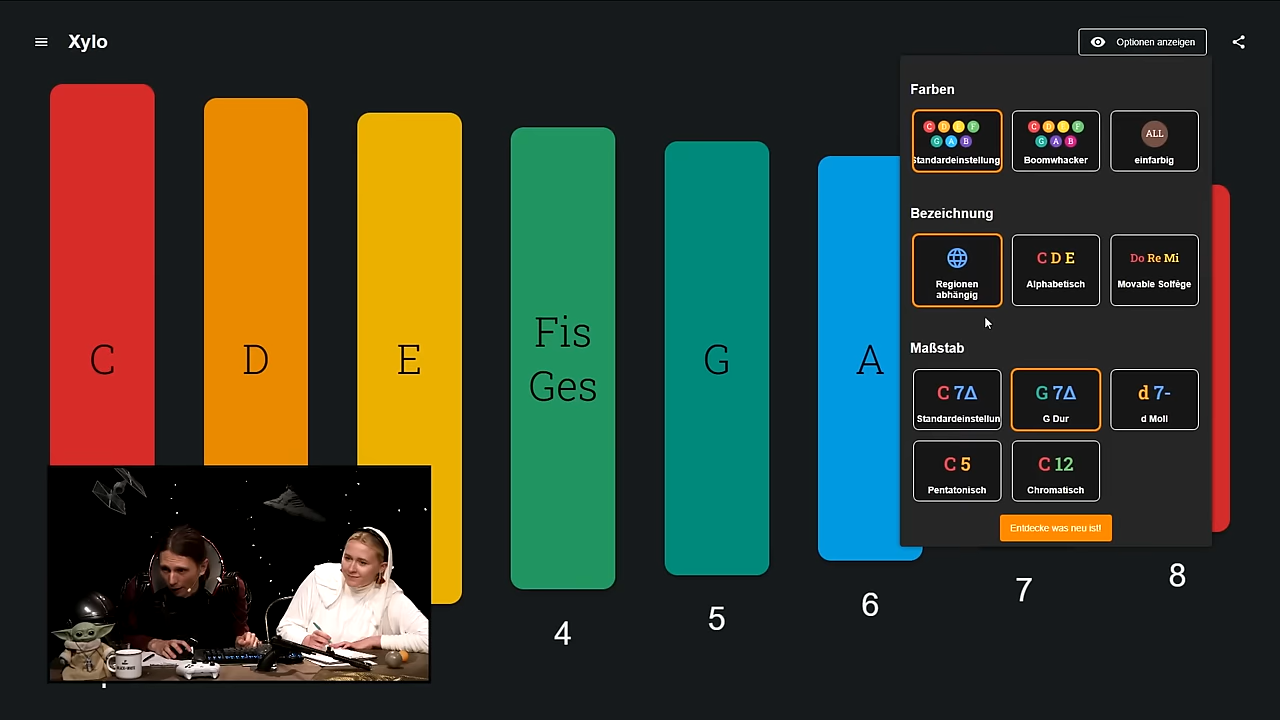 Xylo
Optionen anzeigen
Farben
C D E F
G A B
Standardeinstellung
C D E F
G A B
Boomwhacker
ALL
einfarbig
Bezeichnung
Regionen
abhängig
C D E
Alphabetisch
Do Re Mi
Movable Solfège
Maßstab
C 7Δ
Standardeinstellun
G 7Δ
G Dur
d 7-
d Moll
C 5
Pentatonisch
C 12
Chromatisch
Entdecke was neu ist!
C
D
E
Fis
Ges
G
A
4
5
6
7
8